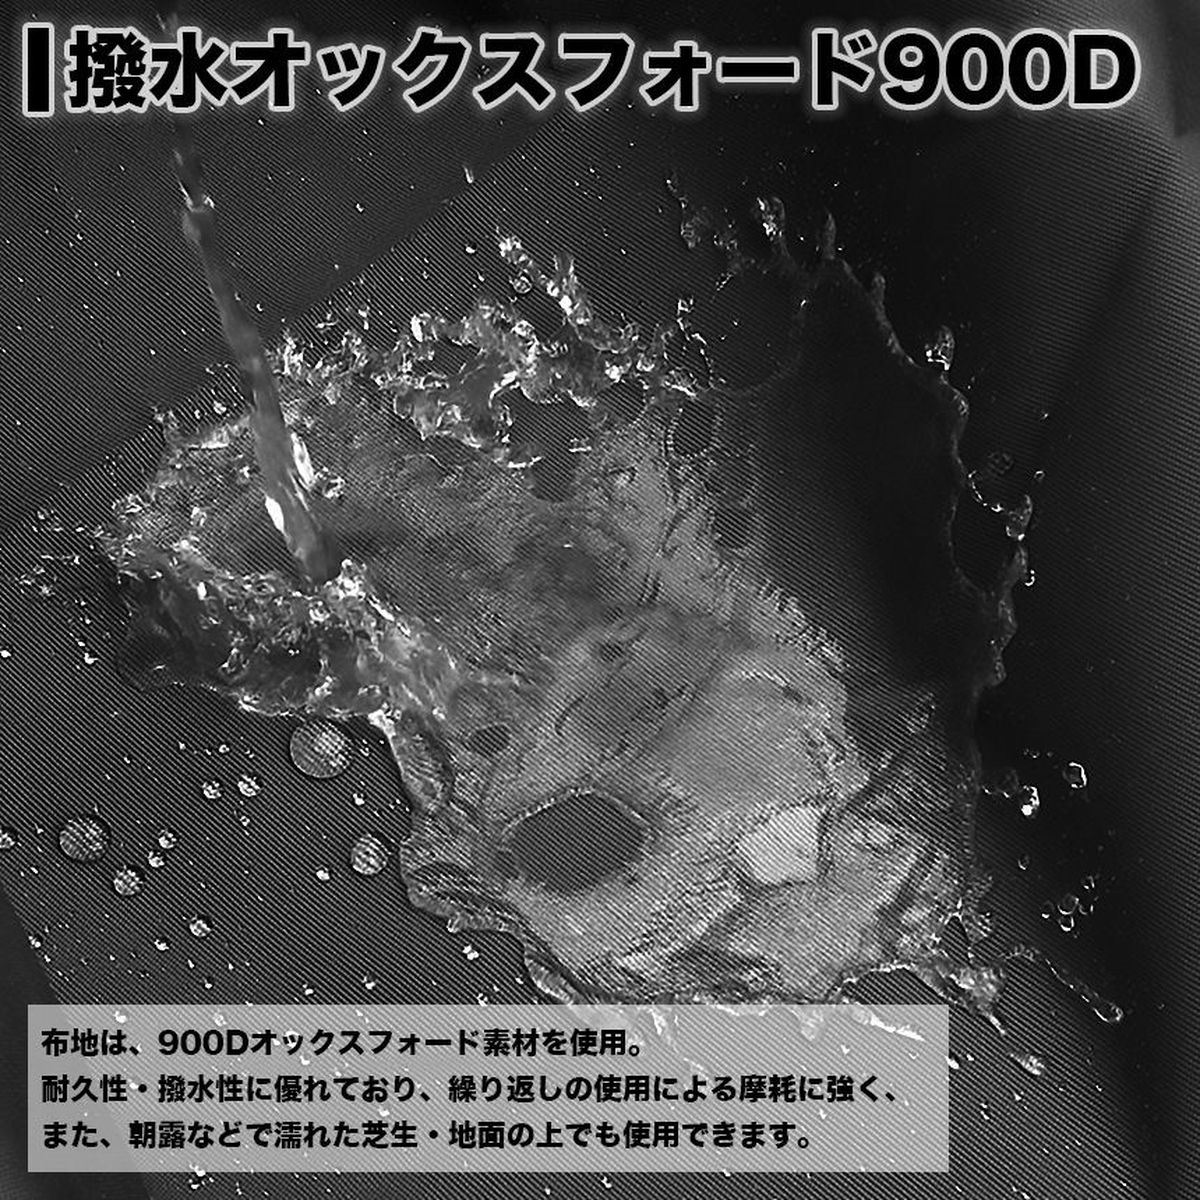 撥水オックスフォード900D
布地は、900Dオックスフォード素材を使用。
耐久性・撥水性に優れており、繰り返しの使用による摩耗に強く、
また、朝露などで濡れた芝生・地面の上でも使用できます。